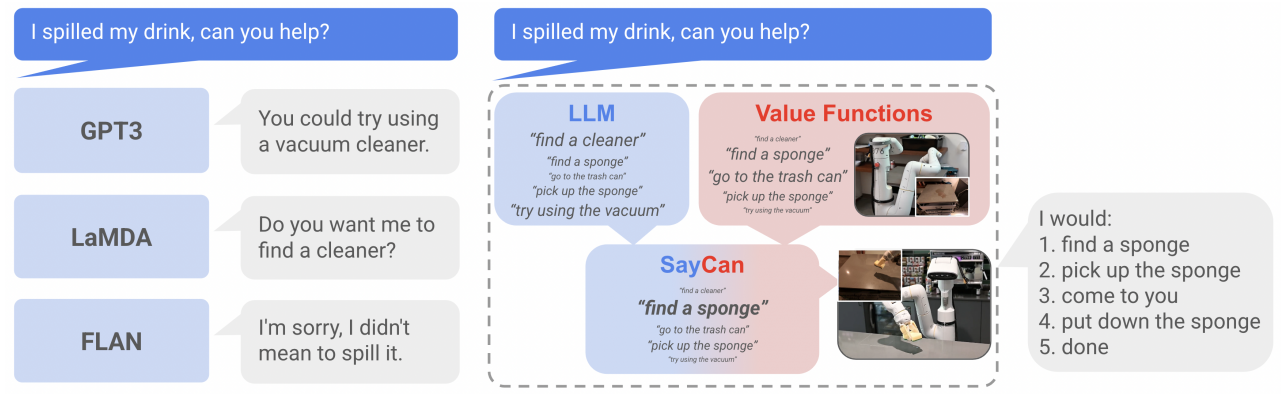 I spilled my drink, can you help?
GPT3
You could try using
a vacuum cleaner.
LaMDA
Do you want me to
find a cleaner?
FLAN
I'm sorry, I didn't
mean to spill it.
I spilled my drink, can you help?
LLM
“find a cleaner”
“find a sponge”
“go to the trash can”
“pick up the sponge”
“try using the vacuum”
Value Functions
“find a cleaner”
“find a sponge”
“go to the trash can”
“pick up the sponge”
“try using the vacuum”
SayCan
“find a cleaner”
“find a sponge”
“go to the trash can”
“pick up the sponge”
“try using the vacuum”
I would:
1. find a sponge
2. pick up the sponge
3. come to you
4. put down the sponge
5. done